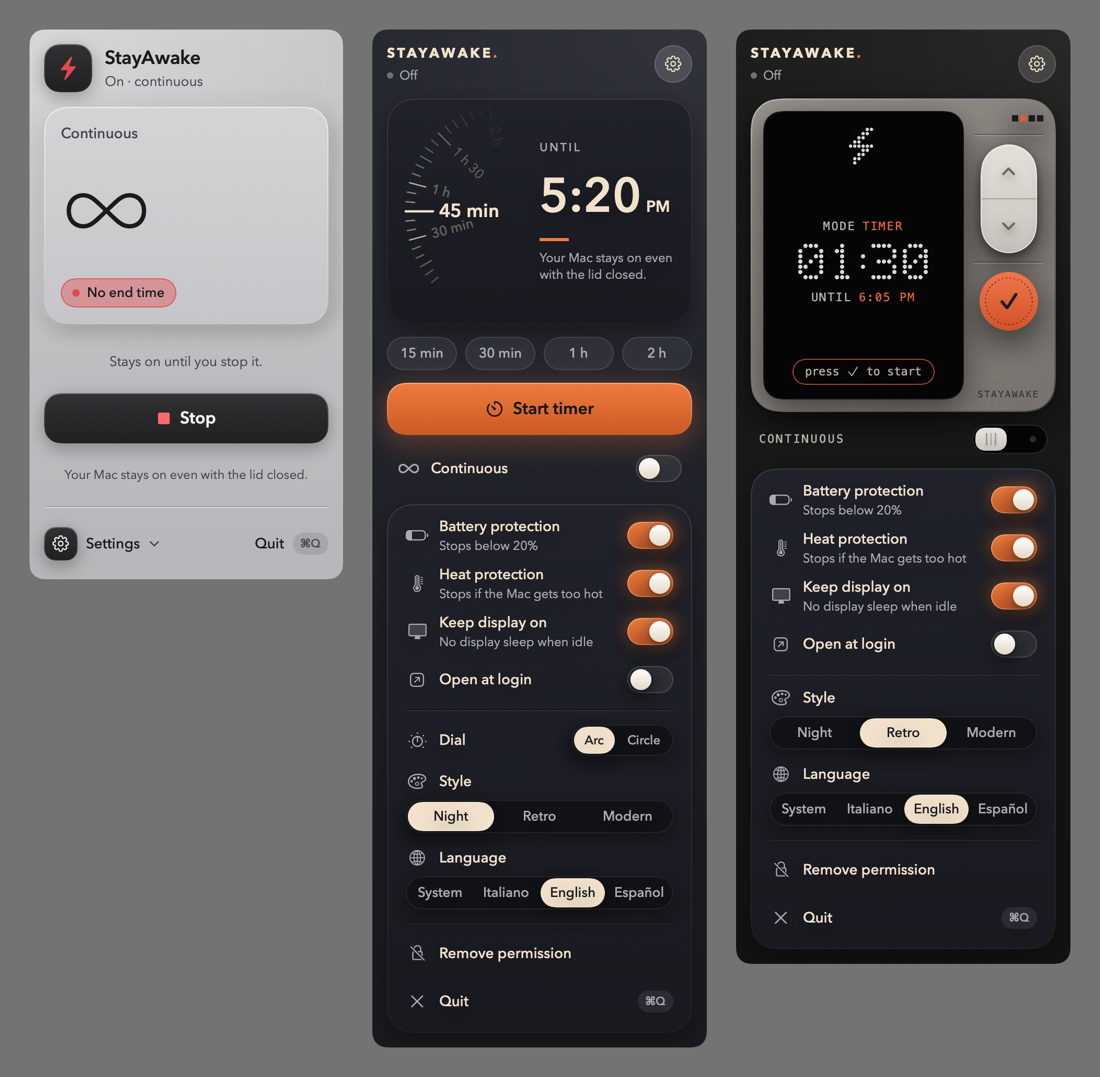 StayAwake
On · continuous
Continuous
No end time
Stays on until you stop it.
Stop
Your Mac stays on even with the lid closed.
Settings
Quit ⌘Q
STAYAWAKE.
Off
2 h
1 h 30
1 h
45 min
30 min
UNTIL
5:20 PM
Your Mac stays on even
with the lid closed.
15 min 30 min 1 h 2 h
Start timer
Continuous
Battery protection
Stops below 20%
Heat protection
Stops if the Mac gets too hot
Keep display on
No display sleep when idle
Open at login
Dial Arc Circle
Style
Night Retro Modern
Language
System Italiano English Español
Remove permission
Quit ⌘Q
STAYAWAKE.
Off
MODE TIMER
01:30
UNTIL 6:05 PM
press ✓ to start
STAYAWAKE
CONTINUOUS
Battery protection
Stops below 20%
Heat protection
Stops if the Mac gets too hot
Keep display on
No display sleep when idle
Open at login
Style
Night Retro Modern
Language
System Italiano English Español
Remove permission
Quit ⌘Q